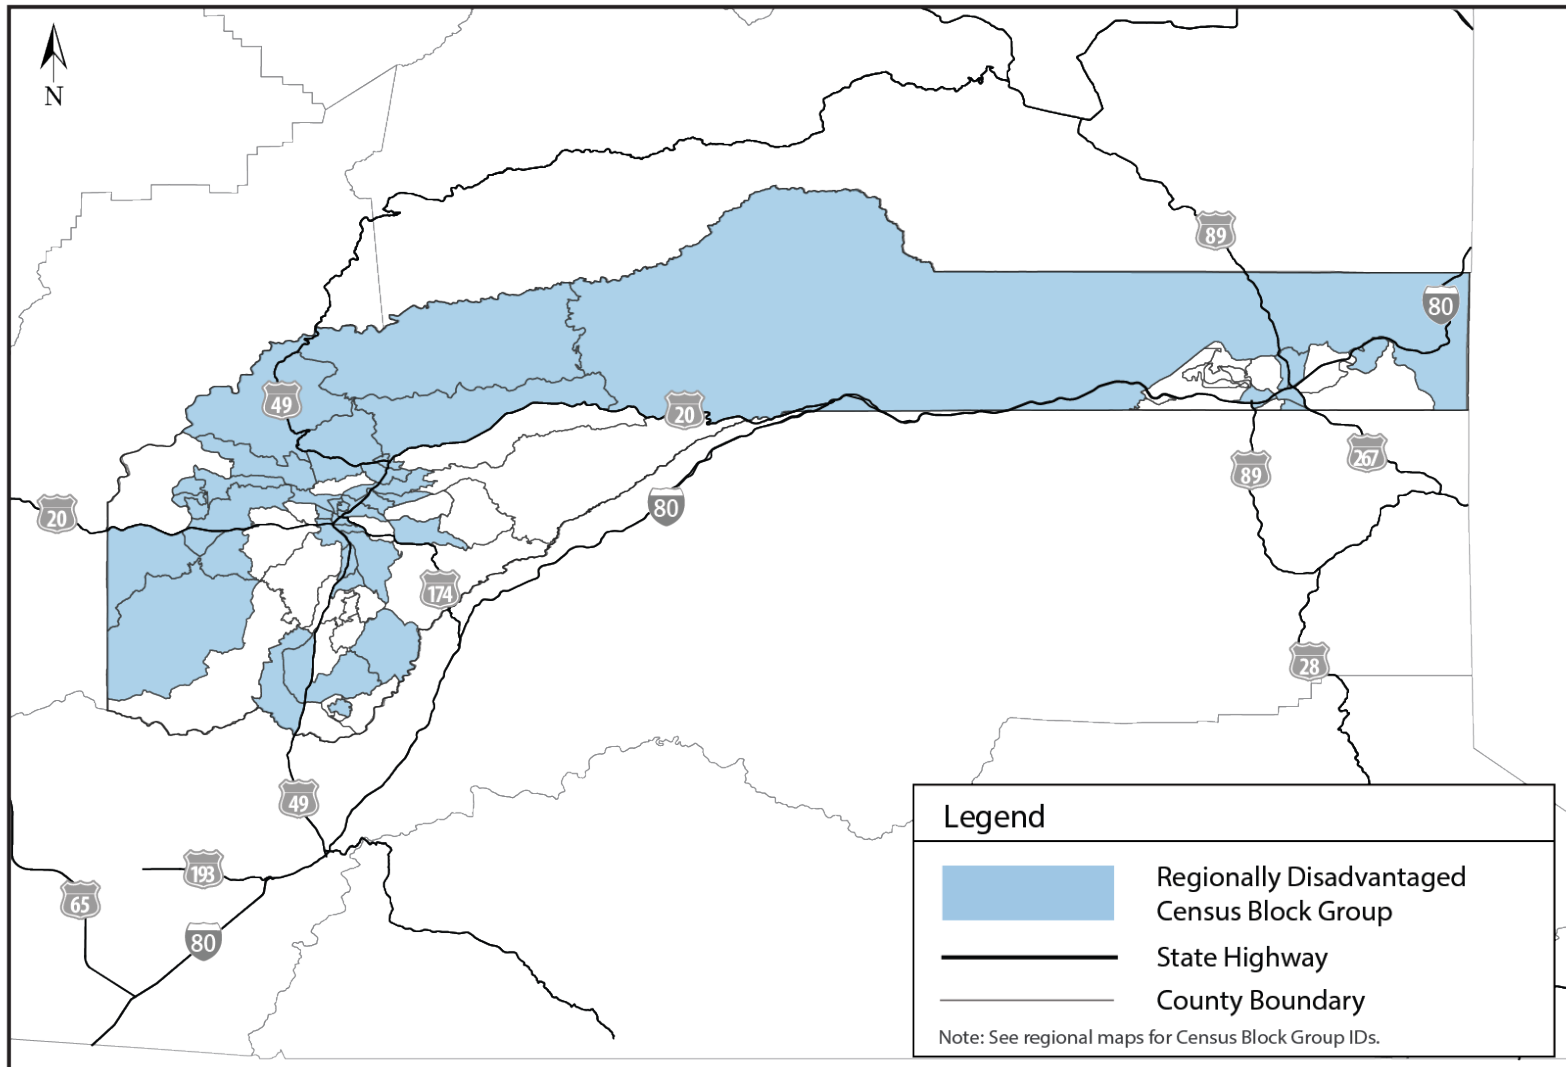 N
89
80
49
20
267
89
20
80
174
28
49
193
65
80
Legend
Regionally Disadvantaged
Census Block Group
State Highway
County Boundary
Note: See regional maps for Census Block Group IDs.